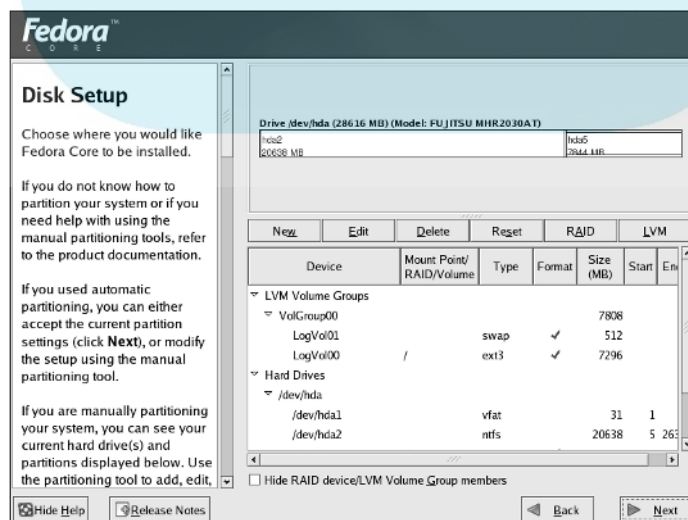 Fedora™
CORE
Disk Setup
Choose where you would like
Fedora Core to be installed.
If you do not know how to
partition your system or if you
need help with using the
manual partitioning tools, refer
to the product documentation.
If you used automatic
partitioning, you can either
accept the current partition
settings (click Next), or modify
the setup using the manual
partitioning tool.
If you are manually partitioning
your system, you can see your
current hard drive(s) and
partitions displayed below. Use
the partitioning tool to add, edit,
Drive /dev/hda (28616 MB) (Model: FUJITSU MHR2030AT)
hda2 hda5
20638 MB 7844 MB
New Edit Delete Reset RAID LVM
Device Mount Point/ RAID/Volume Type Format Size (MB) Start En
LVM Volume Groups
VolGroup00 7808
LogVol01 swap ✓ 512
LogVol00 / ext3 ✓ 7296
Hard Drives
/dev/hda
/dev/hda1 vfat 31 1
/dev/hda2 ntfs 20638 5 263
Hide RAID device/LVM Volume Group members
Hide Help Release Notes Back Next